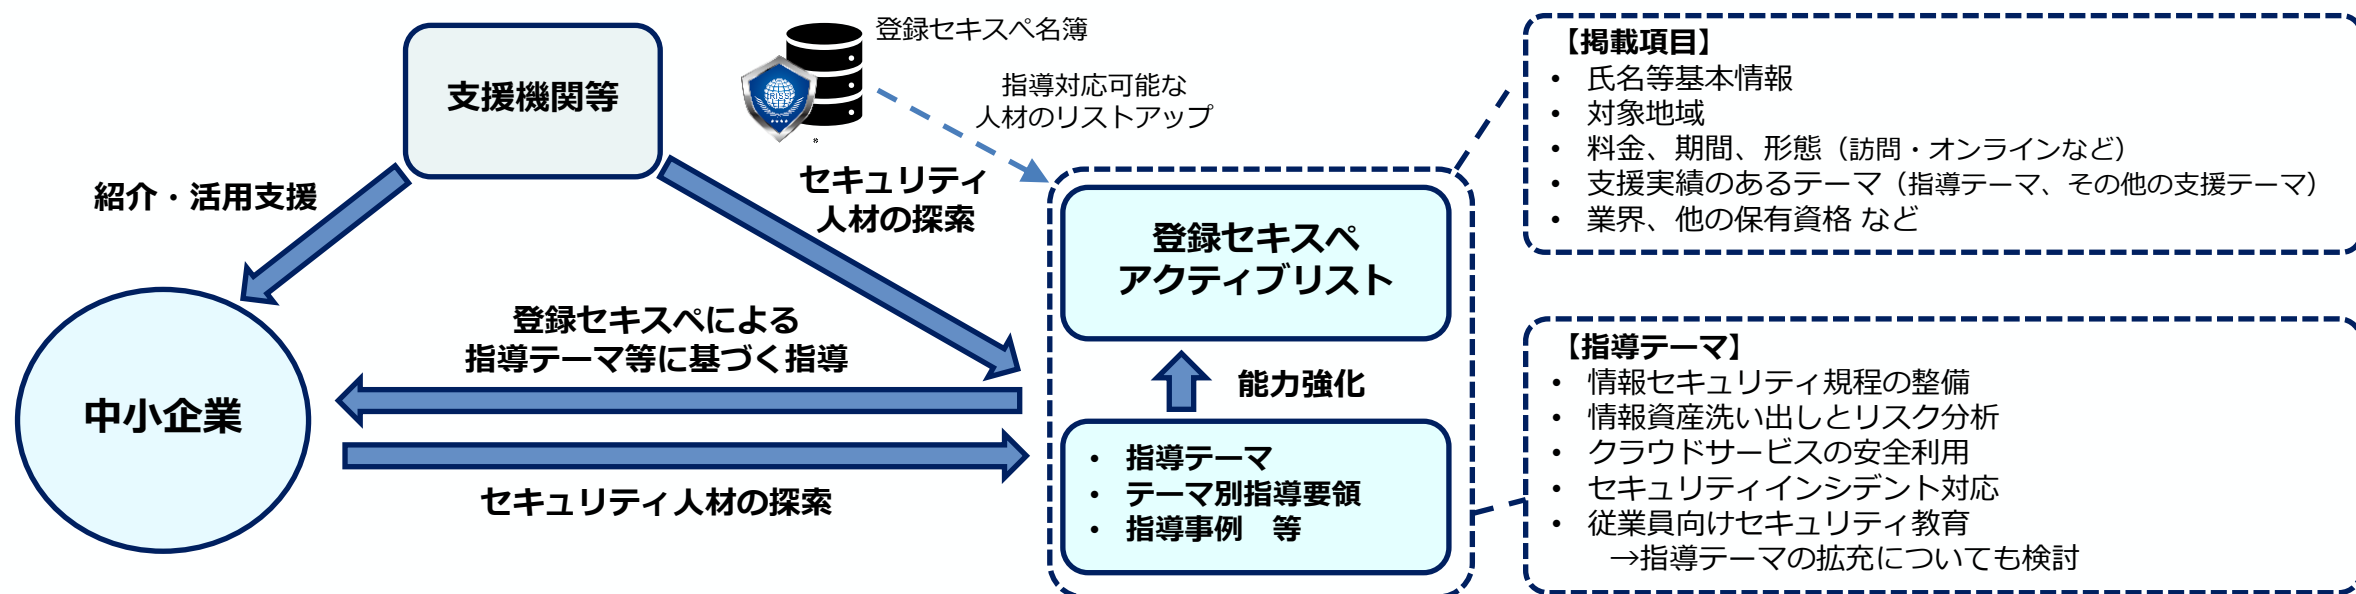 支援機関等
登録セキスペ名簿
指導対応可能な
人材のリストアップ
セキュリティ
人材の探索
紹介・活用支援
中小企業
登録セキスペによる
指導テーマ等に基づく指導
セキュリティ人材の探索
登録セキスペ
アクティブリスト
能力強化
• 指導テーマ
• テーマ別指導要領
• 指導事例　等
【掲載項目】
• 氏名等基本情報
• 対象地域
• 料金、期間、形態（訪問・オンラインなど）
• 支援実績のあるテーマ（指導テーマ、その他の支援テーマ）
• 業界、他の保有資格 など
【指導テーマ】
• 情報セキュリティ規程の整備
• 情報資産洗い出しとリスク分析
• クラウドサービスの安全利用
• セキュリティインシデント対応
• 従業員向けセキュリティ教育
→指導テーマの拡充についても検討